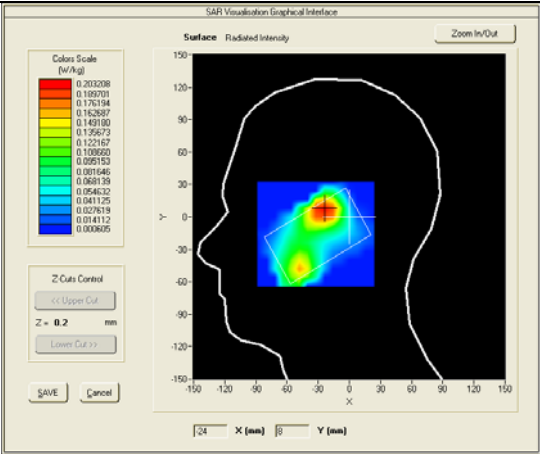 SAR Visualisation Graphical Interface
Surface Radiated Intensity
Zoom In/Out
Colors Scale
(W/kg)
0.203208
0.189701
0.176194
0.162687
0.149180
0.135673
0.122167
0.108660
0.095153
0.081646
0.068139
0.054632
0.041125
0.027619
0.014112
0.000605
150
120
90
60
30
0
-30
-60
-90
-120
-150
Y
-150 -120 -90 -60 -30 0 30 60 90 120 150
X
Z-Cuts Control
<< Upper Cut
Z = 0.2 mm
Lower Cut >>
SAVE Cancel
-24 X (mm) 8 Y (mm)